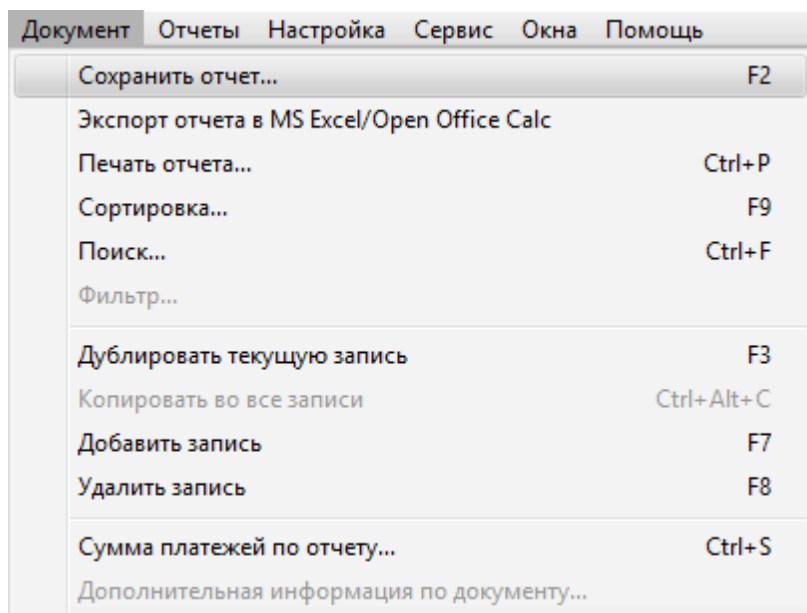 Документ Отчеты Настройка Сервис Окна Помощь
Сохранить отчет... F2
Экспорт отчета в MS Excel/Open Office Calc
Печать отчета... Ctrl+P
Сортировка... F9
Поиск... Ctrl+F
Фильтр...
Дублировать текущую запись F3
Копировать во все записи Ctrl+Alt+C
Добавить запись F7
Удалить запись F8
Сумма платежей по отчету... Ctrl+S
Дополнительная информация по документу...